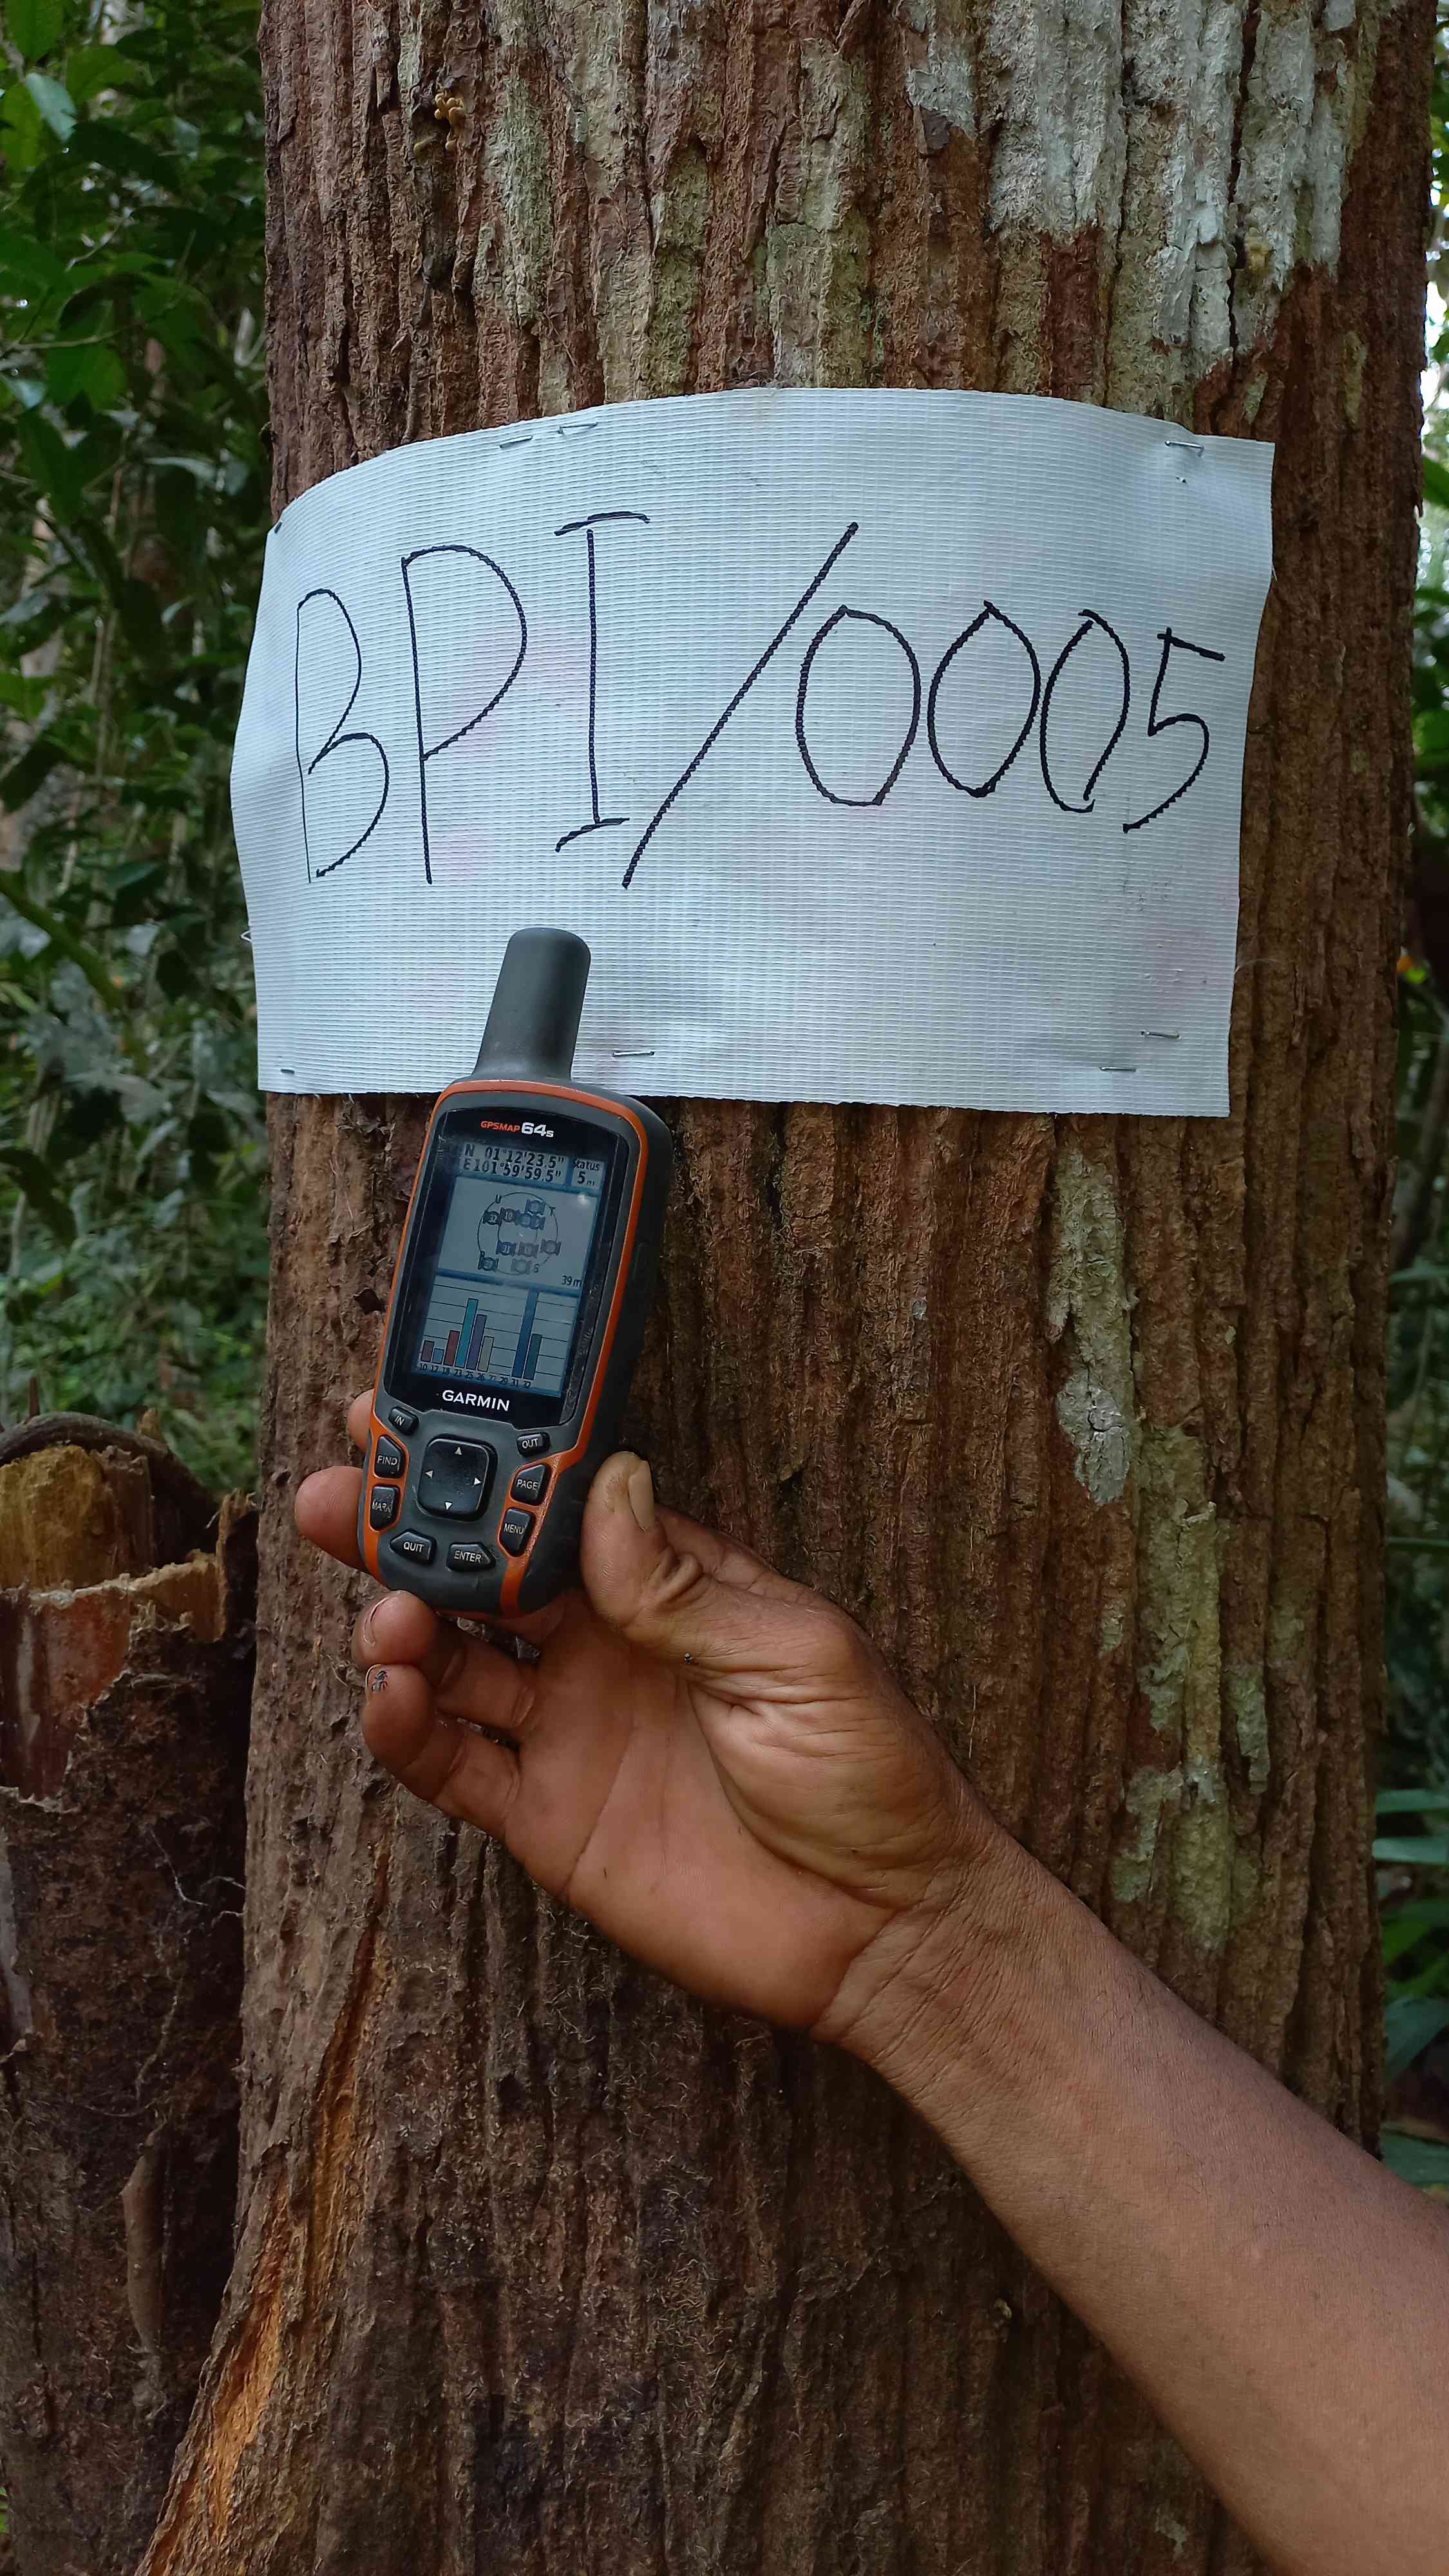 BPI/0005
GPSMAP 64s
N 01°12'23.5" Status
E101°59'59.5" 5m
U
T
S
39 m
GARMIN
IN
OUT
FIND
PAGE
MARK
MENU
QUIT
ENTER